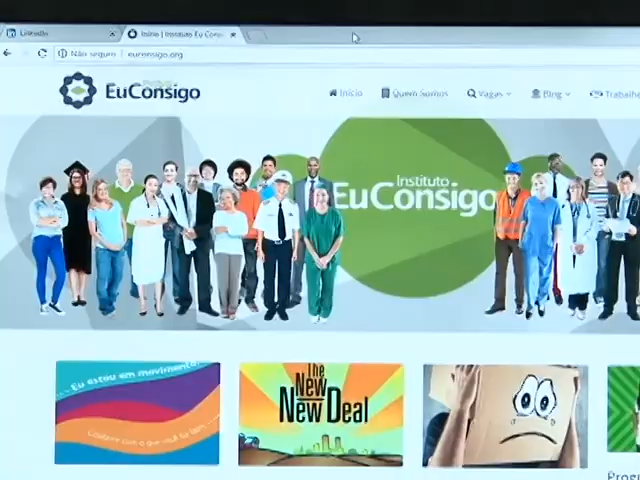 LinkedIn
Início | Instituto Eu Cons
Não seguro | euconsigo.org
EuConsigo
Início
Quem Somos
Vagas
Blog
Trabalhe
Instituto
EuConsigo
Eu estou em movimento!
The
New
New Deal